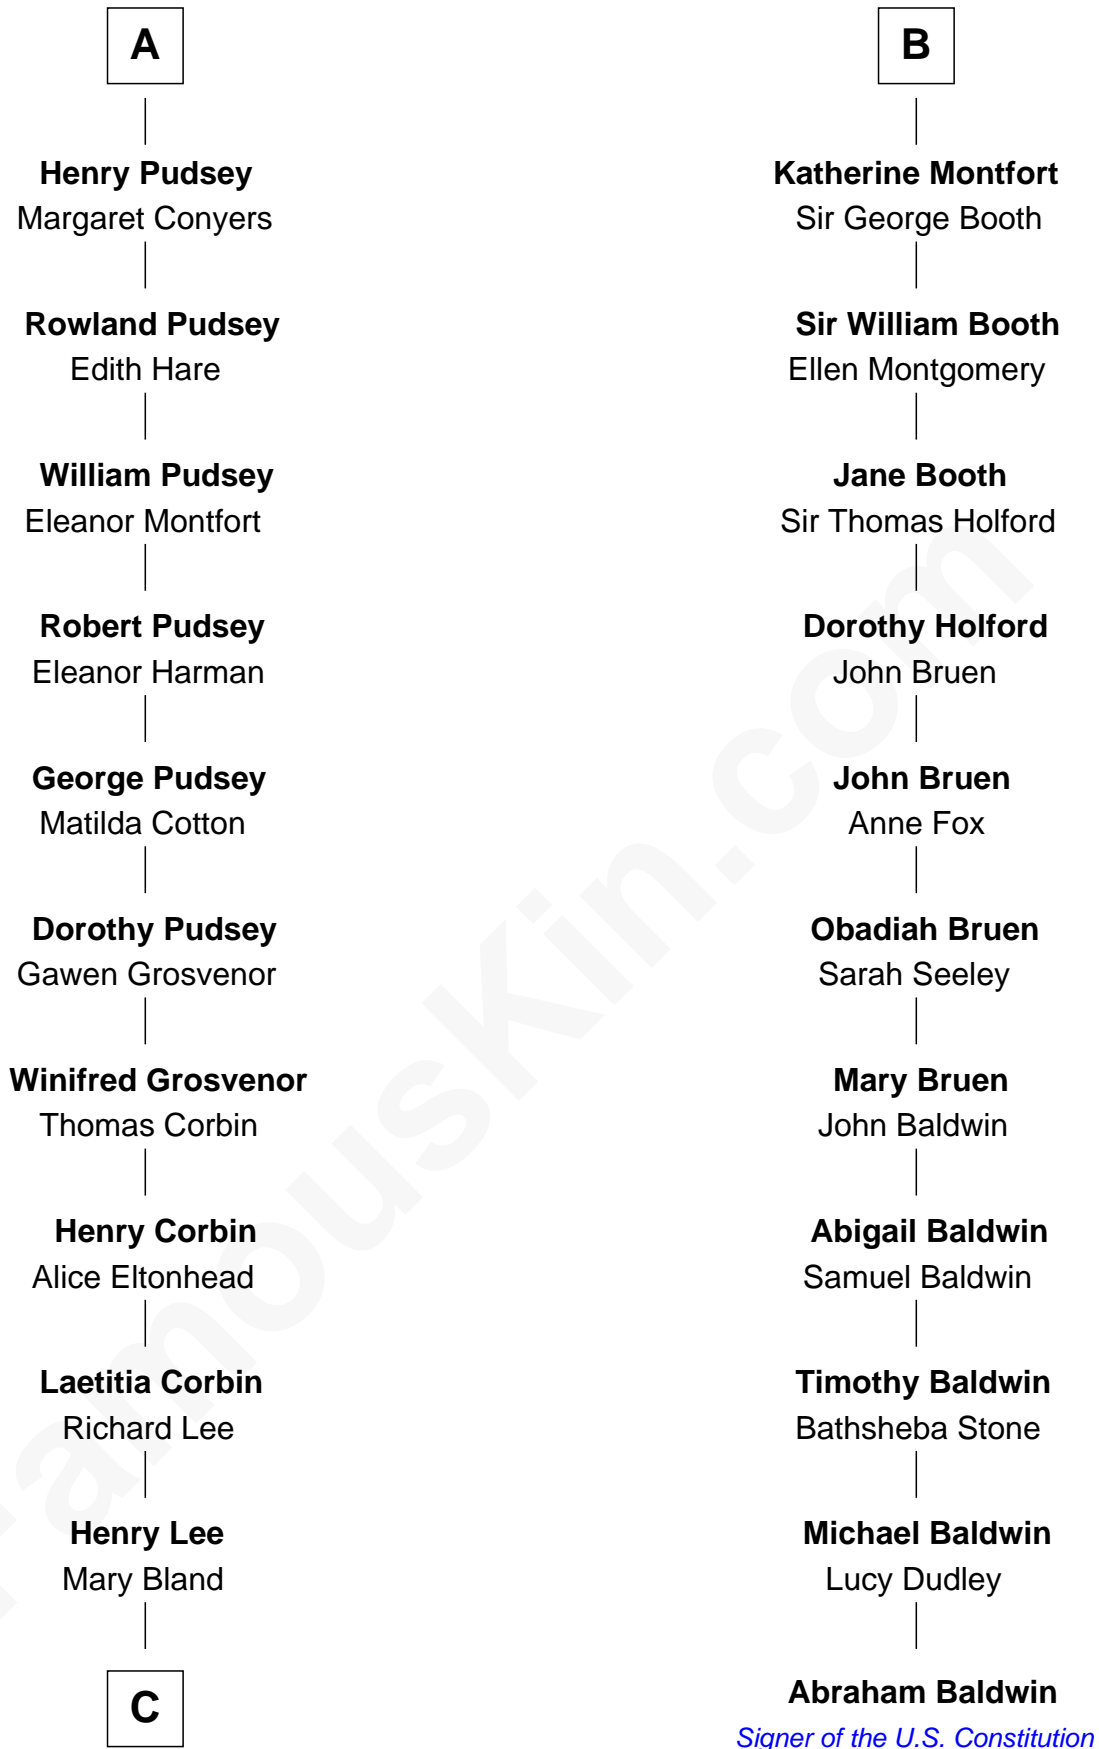 A
Henry Pudsey
Margaret Conyers
Rowland Pudsey
Edith Hare
William Pudsey
Eleanor Montfort
Robert Pudsey
Eleanor Harman
George Pudsey
Matilda Cotton
Dorothy Pudsey
Gawen Grosvenor
Winifred Grosvenor
Thomas Corbin
Henry Corbin
Alice Eltonhead
Laetitia Corbin
Richard Lee
Henry Lee
Mary Bland
C
B
Katherine Montfort
Sir George Booth
Sir William Booth
Ellen Montgomery
Jane Booth
Sir Thomas Holford
Dorothy Holford
John Bruen
John Bruen
Anne Fox
Obadiah Bruen
Sarah Seeley
Mary Bruen
John Baldwin
Abigail Baldwin
Samuel Baldwin
Timothy Baldwin
Bathsheba Stone
Michael Baldwin
Lucy Dudley
Abraham Baldwin
Signer of the U.S. Constitution
FamousKin.com